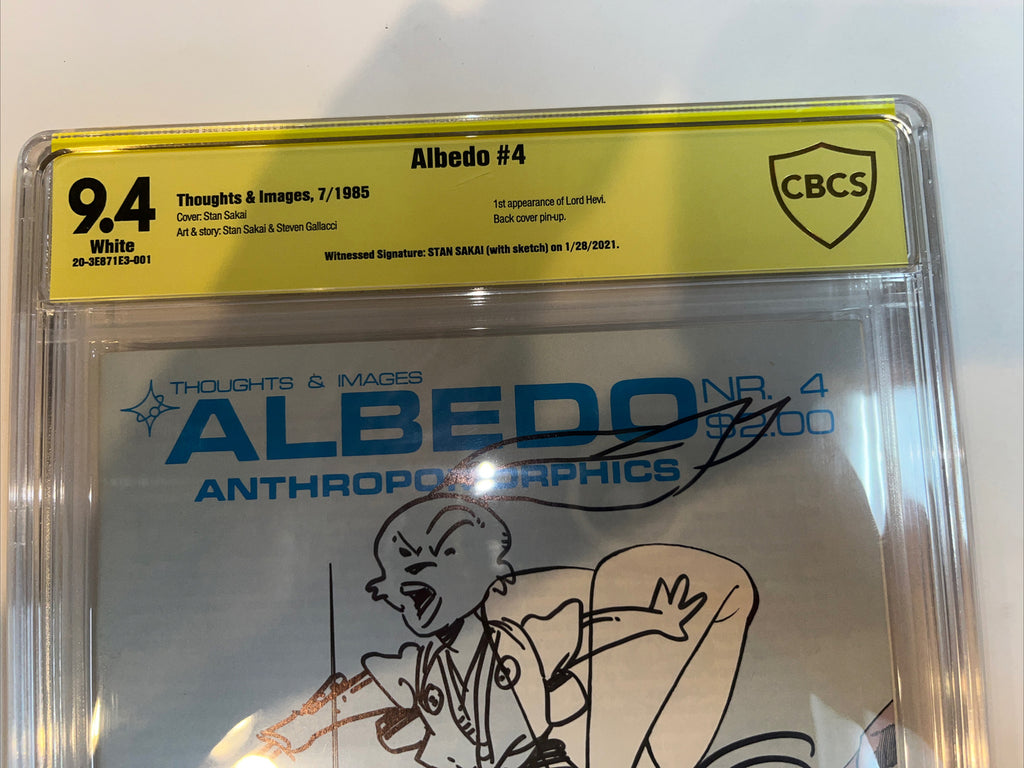 Albedo #4
9.4
White
20-3E871E3-001
Thoughts & Images, 7/1985
Cover: Stan Sakai
Art & story: Stan Sakai & Steven Gallacci
1st appearance of Lord Hevi.
Back cover pin-up.
Witnessed Signature: STAN SAKAI (with sketch) on 1/28/2021.
CBCS
THOUGHTS & IMAGES
ALBEDO
NR. 4
$2.00
ANTHROPOMORPHICS